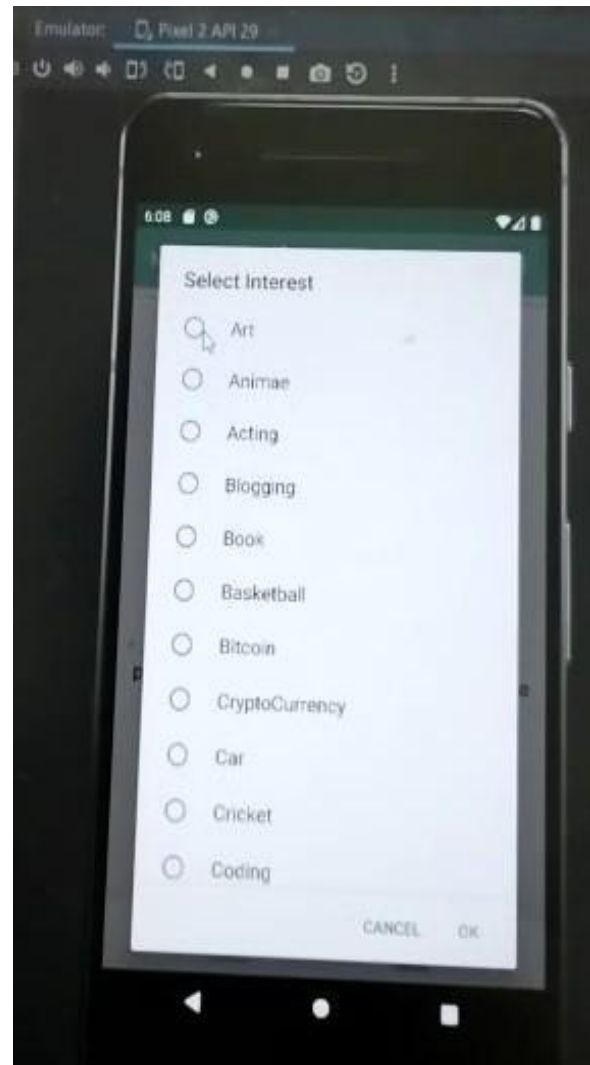 Emulator: Pixel 2 API 29
6:08
Select Interest
Art
Animae
Acting
Blogging
Book
Basketball
Bitcoin
CryptoCurrency
Car
Cricket
Coding
CANCEL OK